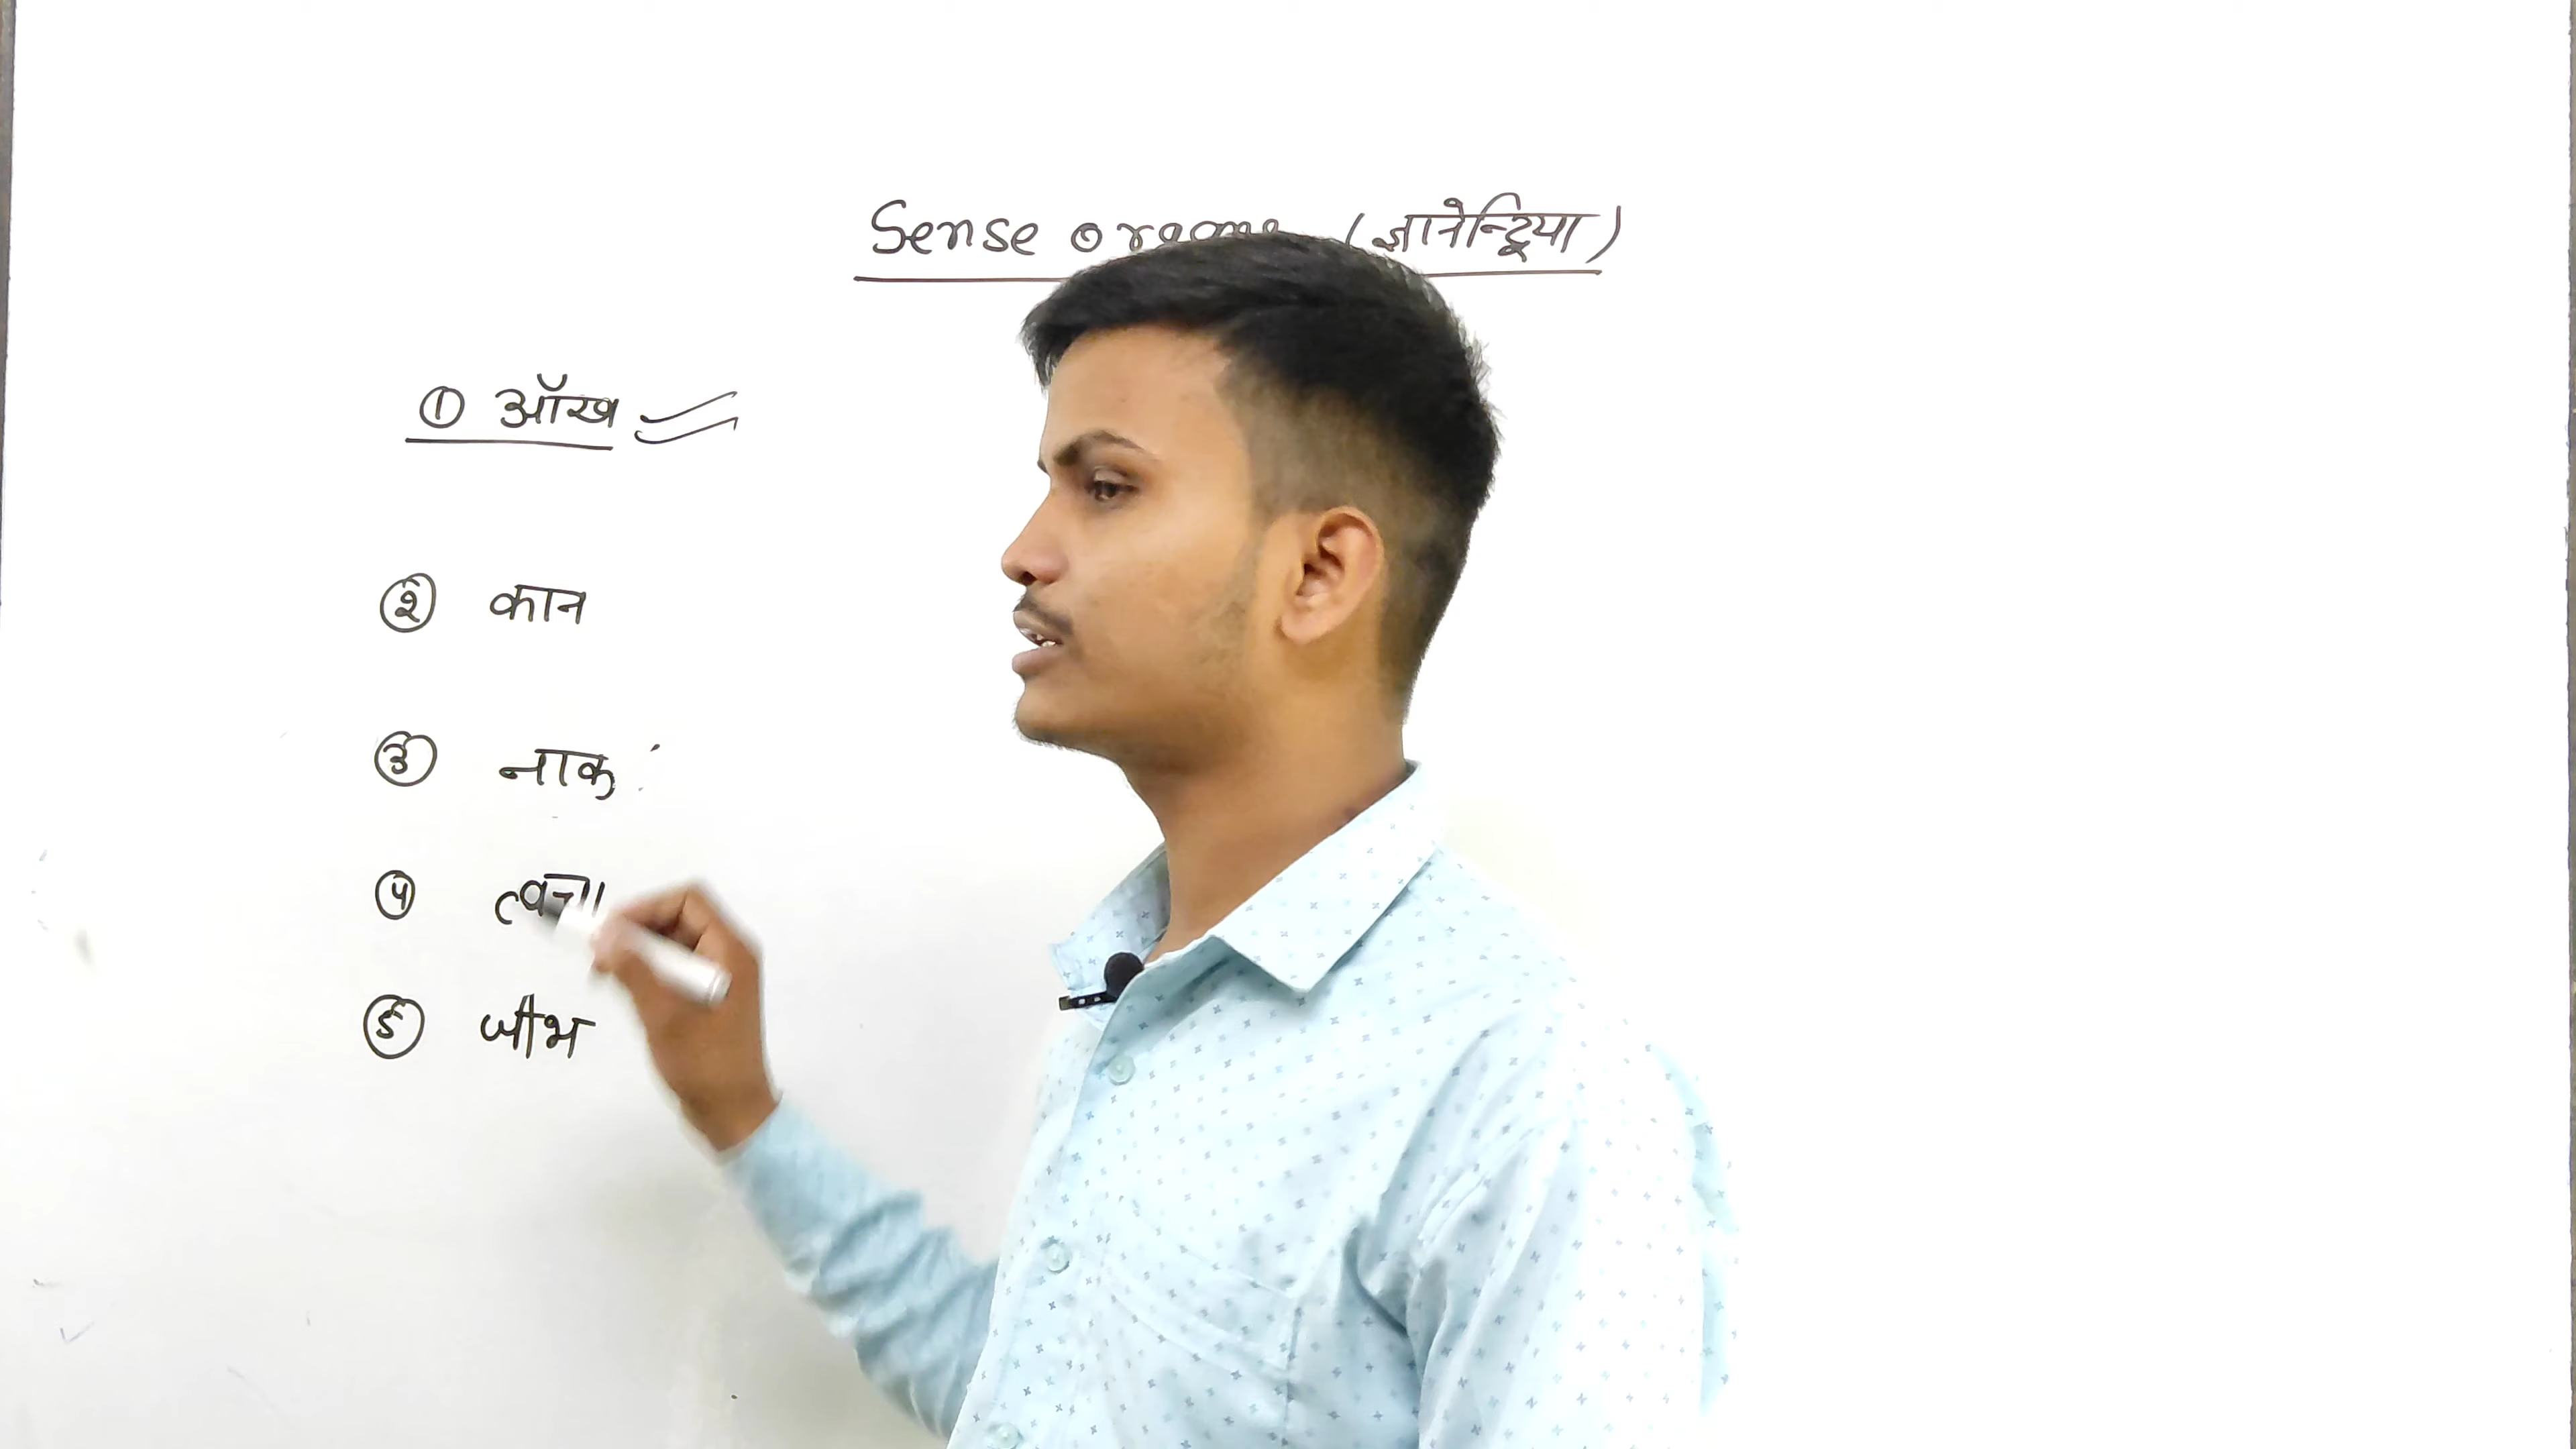 Sense organs (ज्ञानेन्द्रिया)
① आँख
② कान
③ नाक
④ त्वचा
⑤ जीभ